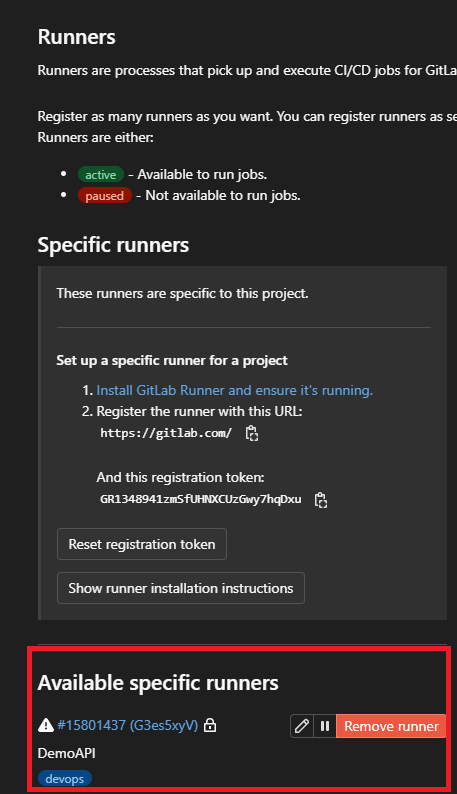 Runners
Runners are processes that pick up and execute CI/CD jobs for GitLa
Register as many runners as you want. You can register runners as se
Runners are either:
• active - Available to run jobs.
• paused - Not available to run jobs.
Specific runners
These runners are specific to this project.
Set up a specific runner for a project
1. Install GitLab Runner and ensure it's running.
2. Register the runner with this URL:
https://gitlab.com/
And this registration token:
GR1348941zmSfUHNXCUzGwy7hqDxu
Reset registration token
Show runner installation instructions
Available specific runners
#15801437 (G3es5xyV)
Remove runner
DemoAPI
devops